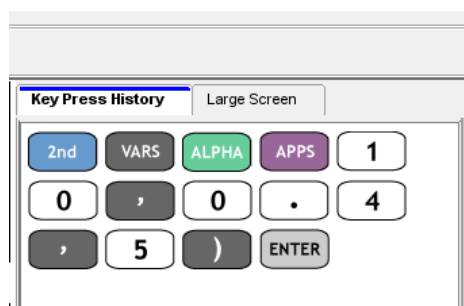 Key Press History Large Screen
2nd VARS ALPHA APPS 1
0 , 0 . 4
, 5 ) ENTER